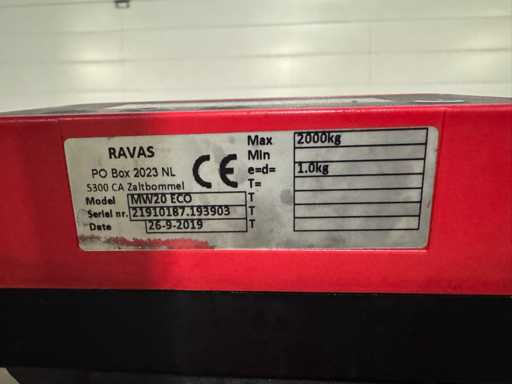 RAVAS
PO Box 2023 NL
5300 CA Zaltbommel
CE
Model MW20 ECO
Serial nr. 21910187.193903
Date 26-9-2019
Max 2000kg
Min
e=d= 1.0kg
T=
T
T
T